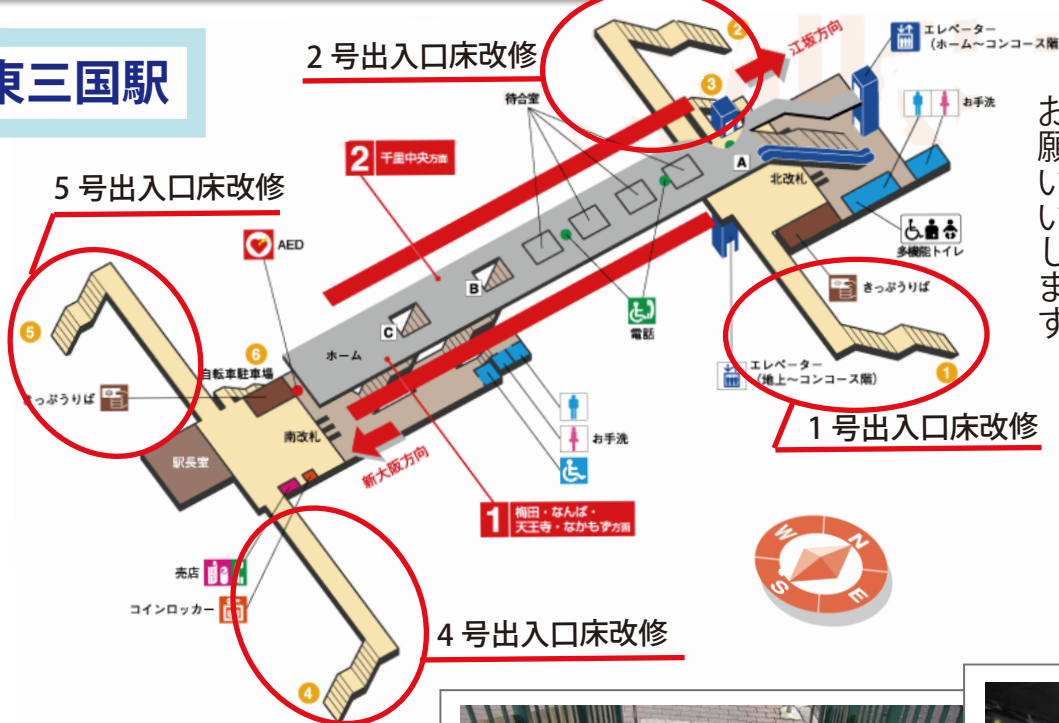 東三国駅
2号出入口床改修
2
江坂方向
エレベーター
(ホーム〜コンコース階)
3
待合室
お手洗
お願いいたします
2 千里中央方面
A
北改札
5号出入口床改修
AED
B
多機能トイレ
きっぷうりば
C
電話
ホーム
5
6
自転車駐車場
エレベーター
(地上〜コンコース階)
1
きっぷうりば
南改札
お手洗
1号出入口床改修
駅長室
新大阪方向
1 梅田・なんば・
天王寺・なかもず方面
N
W
S
E
売店
コインロッカー
4号出入口床改修
4